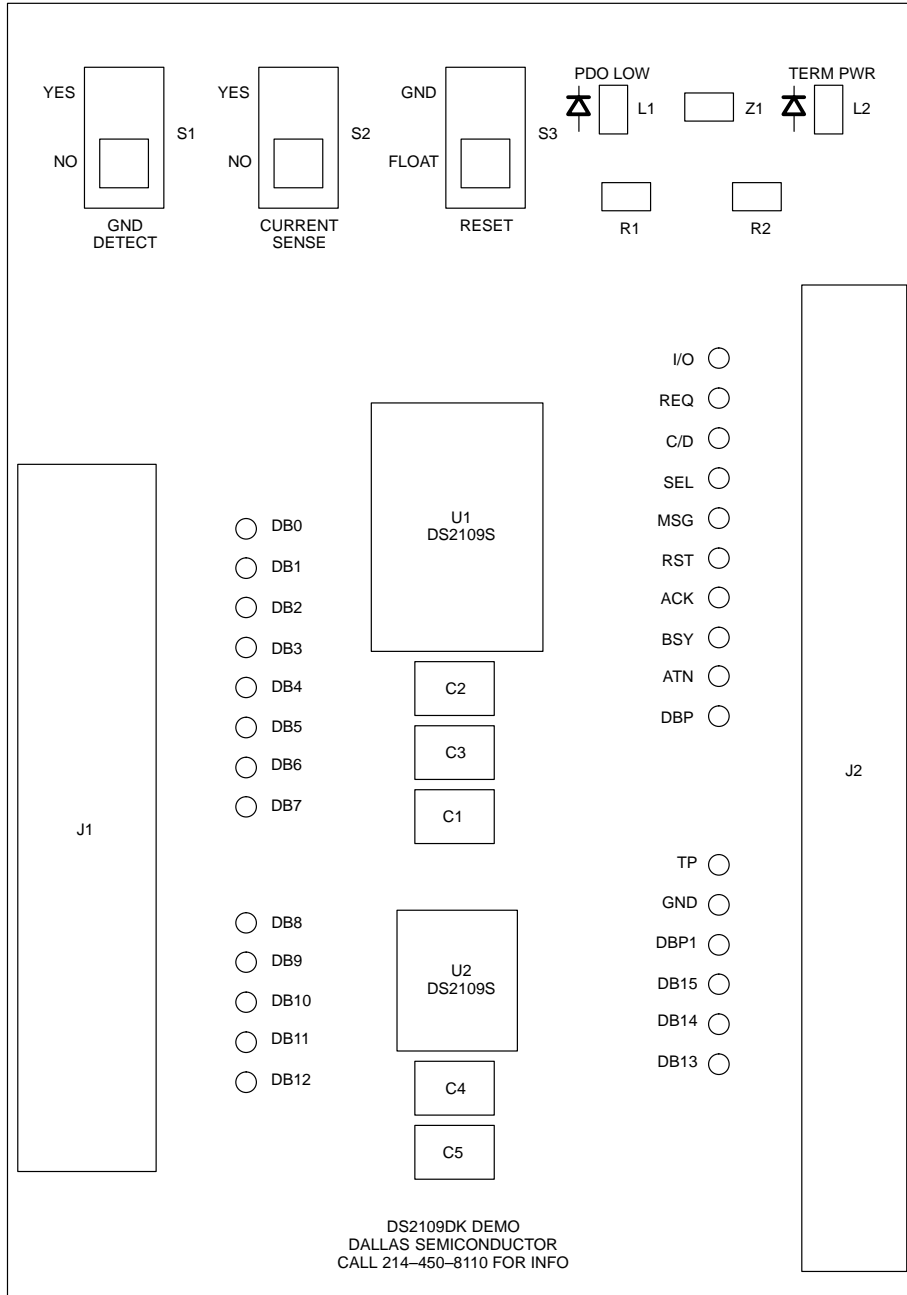 PDO LOW
TERM PWR
YES
NO
S1
GND
DETECT
YES
NO
S2
CURRENT
SENSE
GND
FLOAT
S3
RESET
L1
Z1
L2
R1
R2
I/O
REQ
C/D
SEL
MSG
RST
ACK
BSY
ATN
DBP
U1
DS2109S
DB0
DB1
DB2
DB3
DB4
DB5
DB6
DB7
C2
C3
C1
J1
J2
TP
GND
DBP1
DB15
DB14
DB13
DB8
DB9
DB10
DB11
DB12
U2
DS2109S
C4
C5
DS2109DK DEMO
DALLAS SEMICONDUCTOR
CALL 214–450–8110 FOR INFO